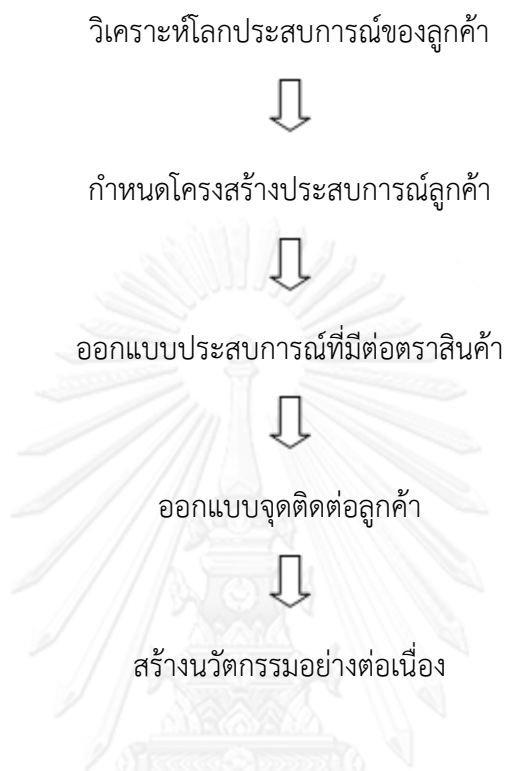 วิเคราะห์โลกประสบการณ์ของลูกค้า
กำหนดโครงสร้างประสบการณ์ลูกค้า
ออกแบบประสบการณ์ที่มีต่อตราสินค้า
ออกแบบจุดติดต่อลูกค้า
สร้างนวัตกรรมอย่างต่อเนื่อง